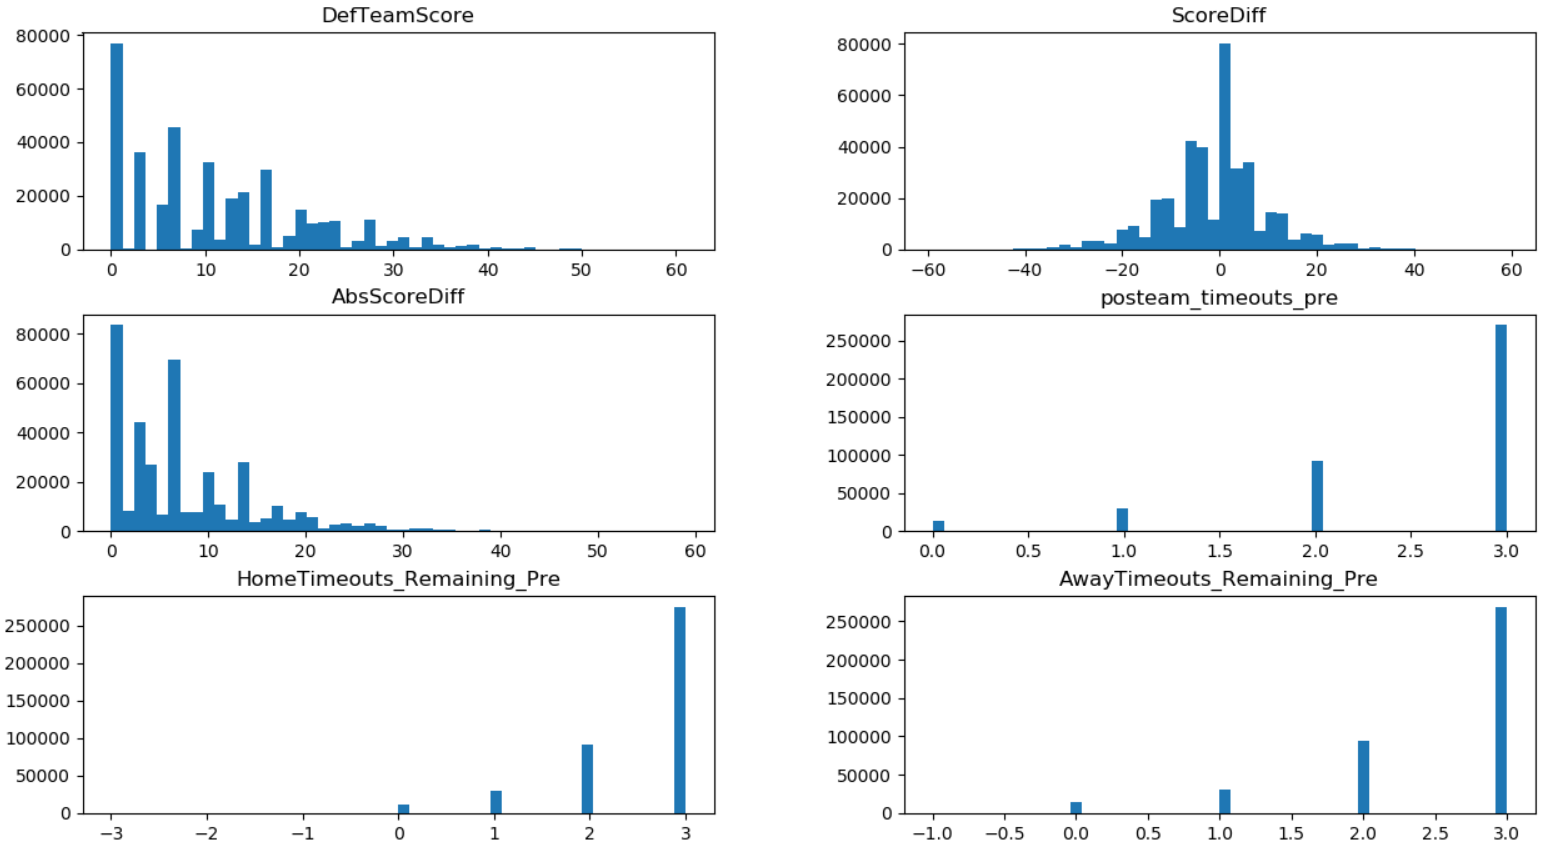 DefTeamScore
80000
60000
40000
20000
0
0 10 20 30 40 50 60
ScoreDiff
80000
60000
40000
20000
0
−60 −40 −20 0 20 40 60
AbsScoreDiff
80000
60000
40000
20000
0
0 10 20 30 40 50 60
posteam_timeouts_pre
250000
200000
150000
100000
50000
0
0.0 0.5 1.0 1.5 2.0 2.5 3.0
HomeTimeouts_Remaining_Pre
250000
200000
150000
100000
50000
0
−3 −2 −1 0 1 2 3
AwayTimeouts_Remaining_Pre
250000
200000
150000
100000
50000
0
−1.0 −0.5 0.0 0.5 1.0 1.5 2.0 2.5 3.0